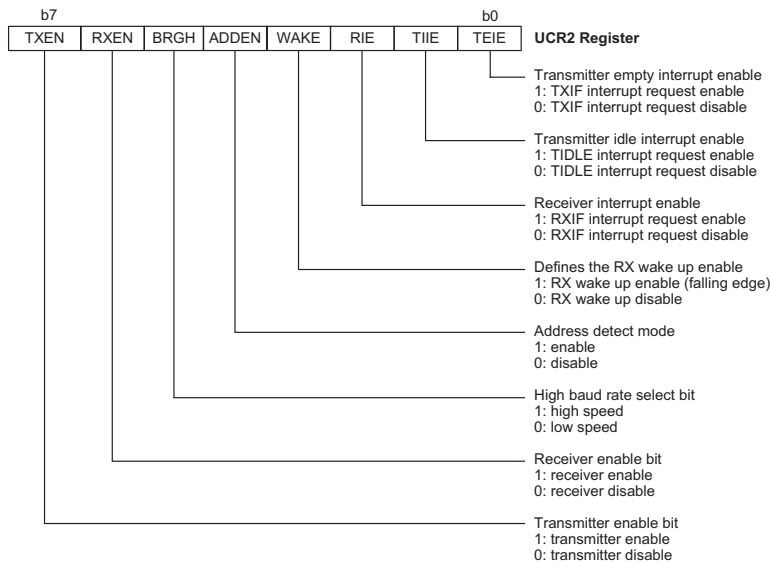 b7 b0
TXEN RXEN BRGH ADDEN WAKE RIE TIIE TEIE UCR2 Register
Transmitter empty interrupt enable
1: TXIF interrupt request enable
0: TXIF interrupt request disable
Transmitter idle interrupt enable
1: TIDLE interrupt request enable
0: TIDLE interrupt request disable
Receiver interrupt enable
1: RXIF interrupt request enable
0: RXIF interrupt request disable
Defines the RX wake up enable
1: RX wake up enable (falling edge)
0: RX wake up disable
Address detect mode
1: enable
0: disable
High baud rate select bit
1: high speed
0: low speed
Receiver enable bit
1: receiver enable
0: receiver disable
Transmitter enable bit
1: transmitter enable
0: transmitter disable